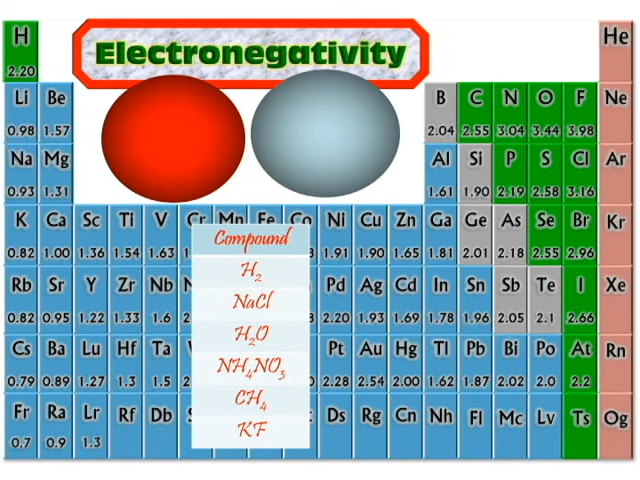 Electronegativity
H He
2.20
Li Be B C N O F Ne
0.98 1.57 2.04 2.55 3.04 3.44 3.98
Na Mg Al Si P S Cl Ar
0.93 1.31 1.61 1.90 2.19 2.58 3.16
K Ca Sc Ti V Cr Mn Fe Co Ni Cu Zn Ga Ge As Se Br Kr
0.82 1.00 1.36 1.54 1.63 1.91 1.90 1.65 1.81 2.01 2.18 2.55 2.96
Rb Sr Y Zr Nb Pd Ag Cd In Sn Sb Te I Xe
0.82 0.95 1.22 1.33 1.6 2.20 1.93 1.69 1.78 1.96 2.05 2.1 2.66
Cs Ba Lu Hf Ta Pt Au Hg Tl Pb Bi Po At Rn
0.79 0.89 1.27 1.3 1.5 2.28 2.54 2.00 1.62 1.87 2.02 2.0 2.2
Fr Ra Lr Rf Db Ds Rg Cn Nh Fl Mc Lv Ts Og
0.7 0.9 1.3
Compound
H₂
NaCl
H₂O
NH₄NO₃
CH₄
KF